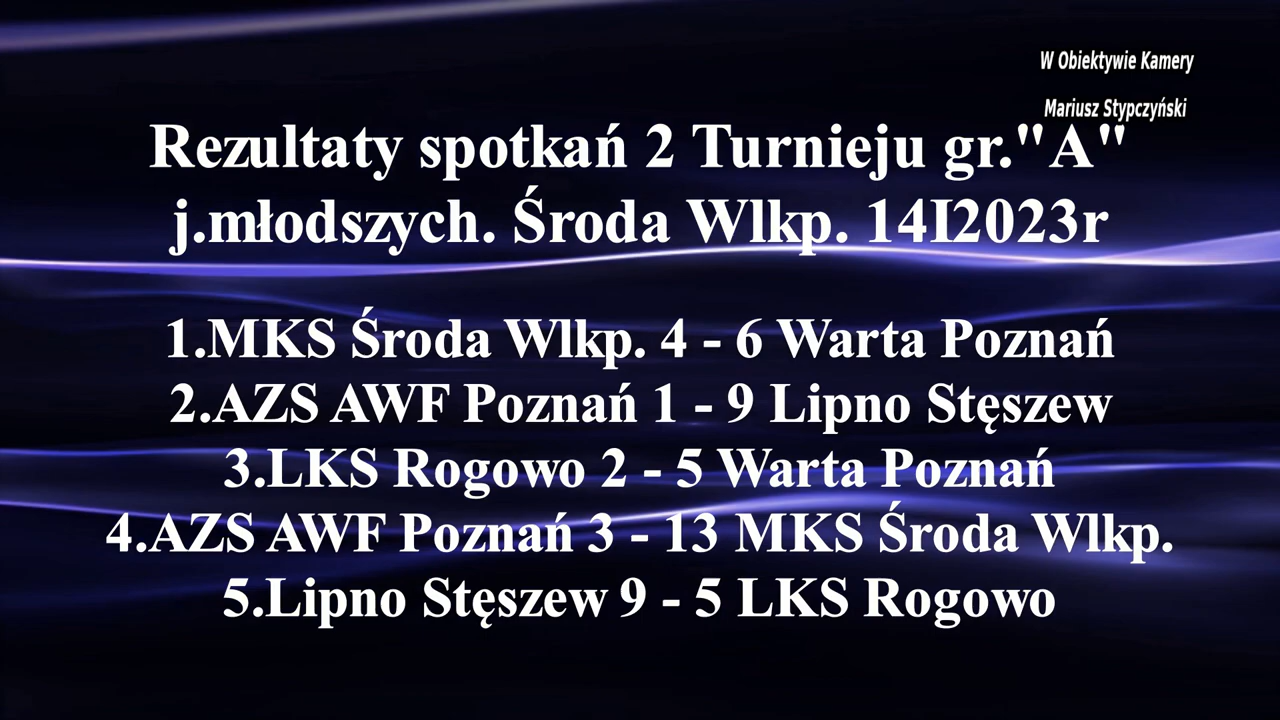 W Obiektywie Kamery
Mariusz Stypczyński
Rezultaty spotkań 2 Turnieju gr."A"
j.młodszych. Środa Wlkp. 14I2023r
1.MKS Środa Wlkp. 4 - 6 Warta Poznań
2.AZS AWF Poznań 1 - 9 Lipno Stęszew
3.LKS Rogowo 2 - 5 Warta Poznań
4.AZS AWF Poznań 3 - 13 MKS Środa Wlkp.
5.Lipno Stęszew 9 - 5 LKS Rogowo